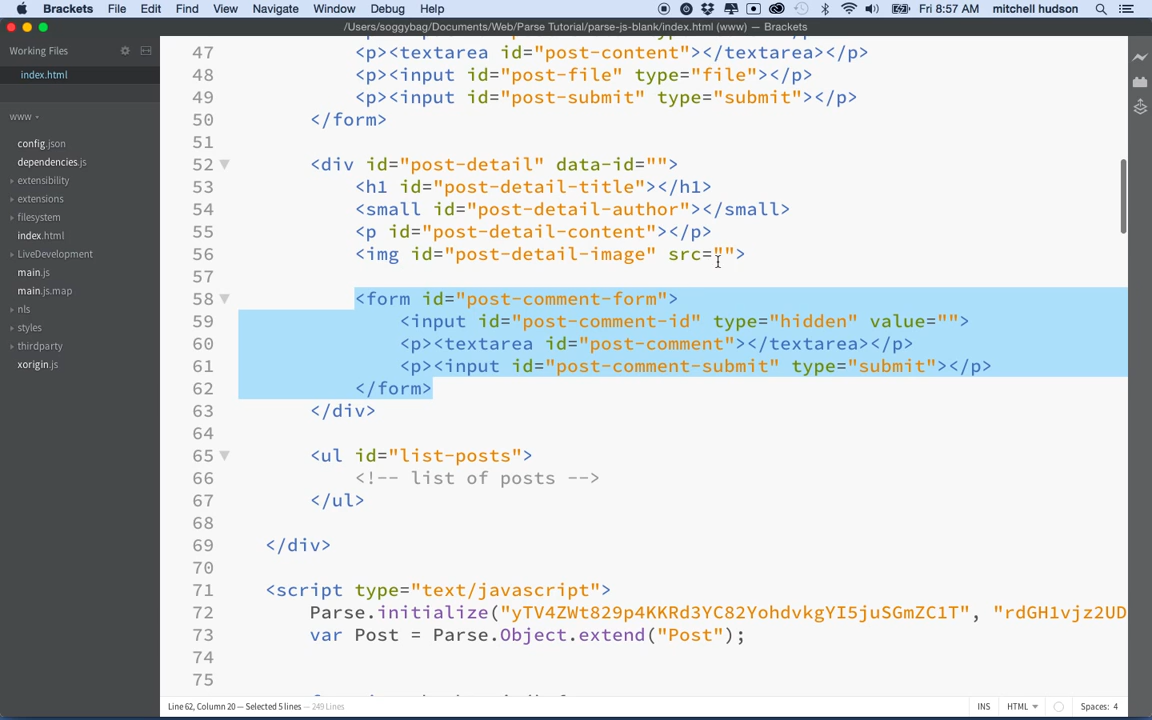 Brackets File Edit Find View Navigate Window Debug Help Fri 8:57 AM mitchell hudson
/Users/soggybag/Documents/Web/Parse Tutorial/parse-js-blank/index.html (www) — Brackets
Working Files
index.html
www
config.json
dependencies.js
extensibility
extensions
filesystem
index.html
LiveDevelopment
main.js
main.js.map
nls
styles
thirdparty
xorigin.js
47 <p><textarea id="post-content"></textarea></p>
48 <p><input id="post-file" type="file"></p>
49 <p><input id="post-submit" type="submit"></p>
50 </form>
51
52 <div id="post-detail" data-id="">
53 <h1 id="post-detail-title"></h1>
54 <small id="post-detail-author"></small>
55 <p id="post-detail-content"></p>
56 <img id="post-detail-image" src="">
57
58 <form id="post-comment-form">
59 <input id="post-comment-id" type="hidden" value="">
60 <p><textarea id="post-comment"></textarea></p>
61 <p><input id="post-comment-submit" type="submit"></p>
62 </form>
63 </div>
64
65 <ul id="list-posts">
66 <!-- list of posts -->
67 </ul>
68
69 </div>
70
71 <script type="text/javascript">
72 Parse.initialize("yTV4ZWt829p4KKRd3YC82YohdvkgYI5juSGmZC1T", "rdGH1vjz2UD
73 var Post = Parse.Object.extend("Post");
74
75
Line 62, Column 20 — Selected 5 lines — 249 Lines
INS HTML Spaces: 4